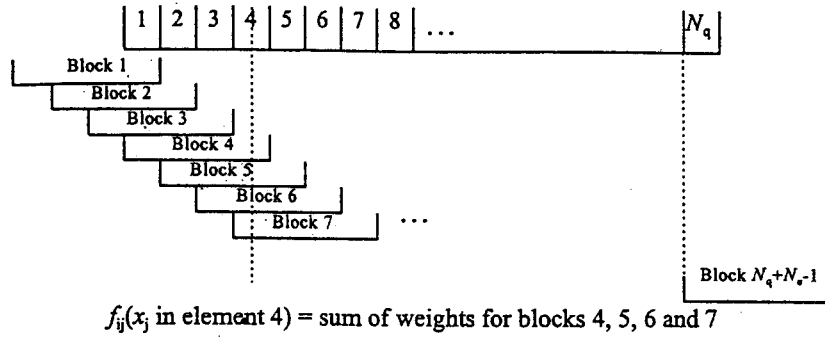 1 2 3 4 5 6 7 8 ... N_q
Block 1
Block 2
Block 3
Block 4
Block 5
Block 6
Block 7 ...
Block N_q+N_e-1
f_ij(x_j in element 4) = sum of weights for blocks 4, 5, 6 and 7